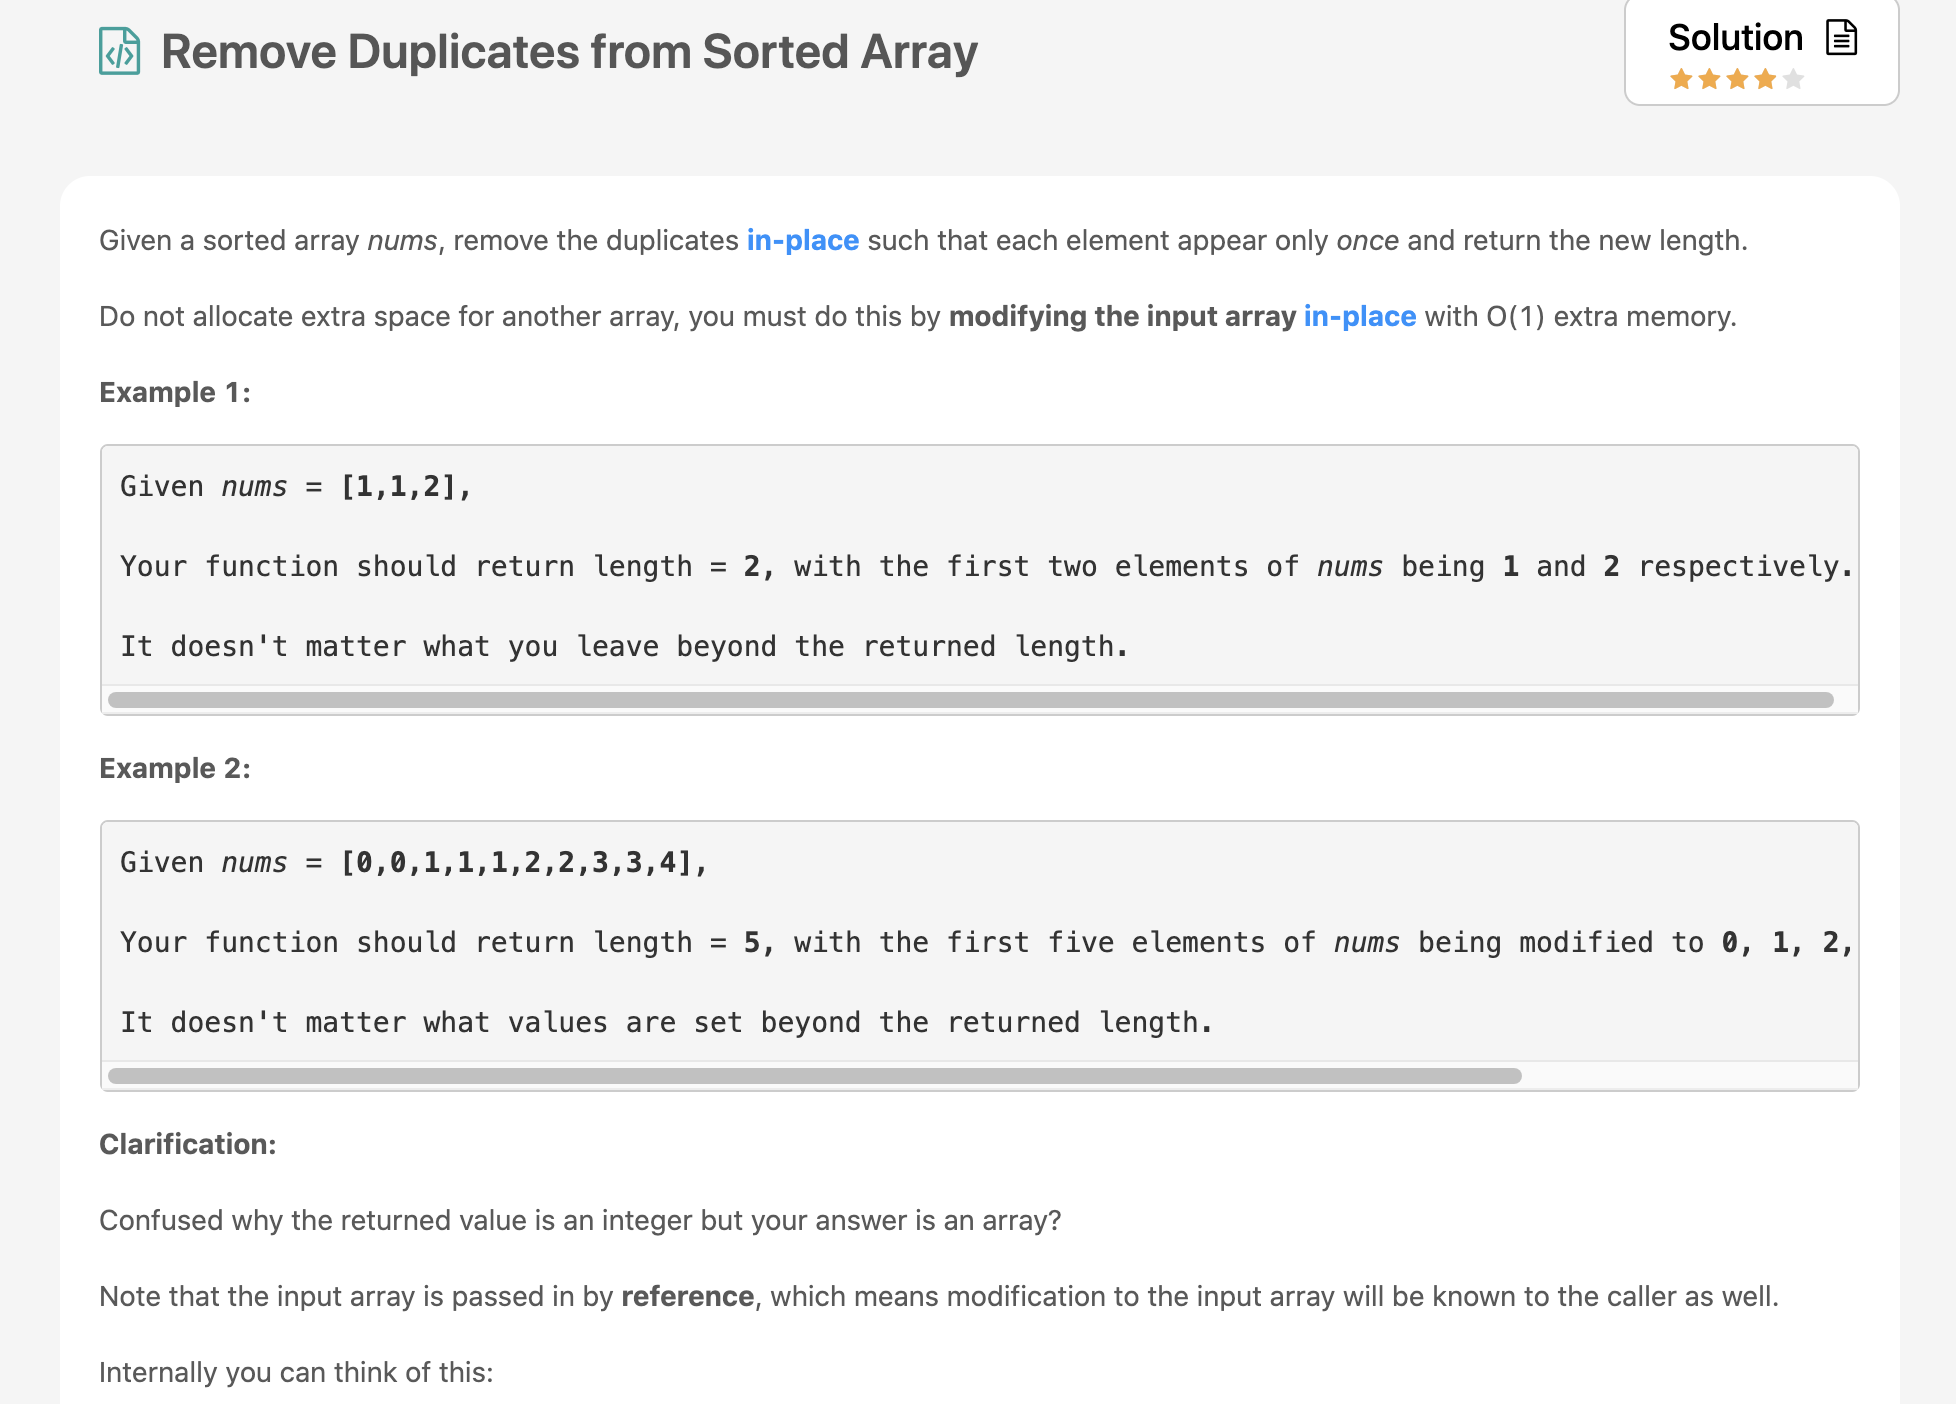 Remove Duplicates from Sorted Array
Solution
Given a sorted array nums, remove the duplicates in-place such that each element appear only once and return the new length.
Do not allocate extra space for another array, you must do this by modifying the input array in-place with O(1) extra memory.
Example 1:
Given nums = [1,1,2],
Your function should return length = 2, with the first two elements of nums being 1 and 2 respectively.
It doesn't matter what you leave beyond the returned length.
Example 2:
Given nums = [0,0,1,1,1,2,2,3,3,4],
Your function should return length = 5, with the first five elements of nums being modified to 0, 1, 2,
It doesn't matter what values are set beyond the returned length.
Clarification:
Confused why the returned value is an integer but your answer is an array?
Note that the input array is passed in by reference, which means modification to the input array will be known to the caller as well.
Internally you can think of this: